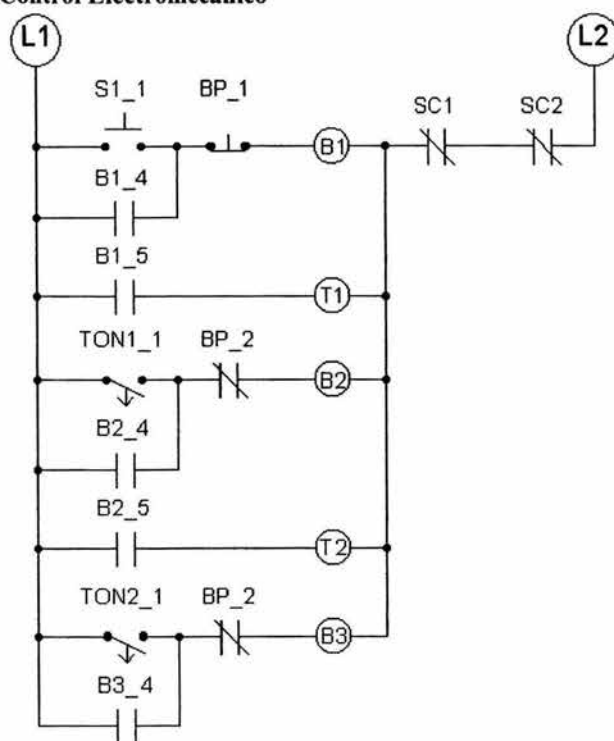 Control Electromecánico
L1
L2
S1_1
BP_1
SC1
SC2
B1
B1_4
B1_5
T1
TON1_1
BP_2
B2
B2_4
B2_5
T2
TON2_1
BP_2
B3
B3_4